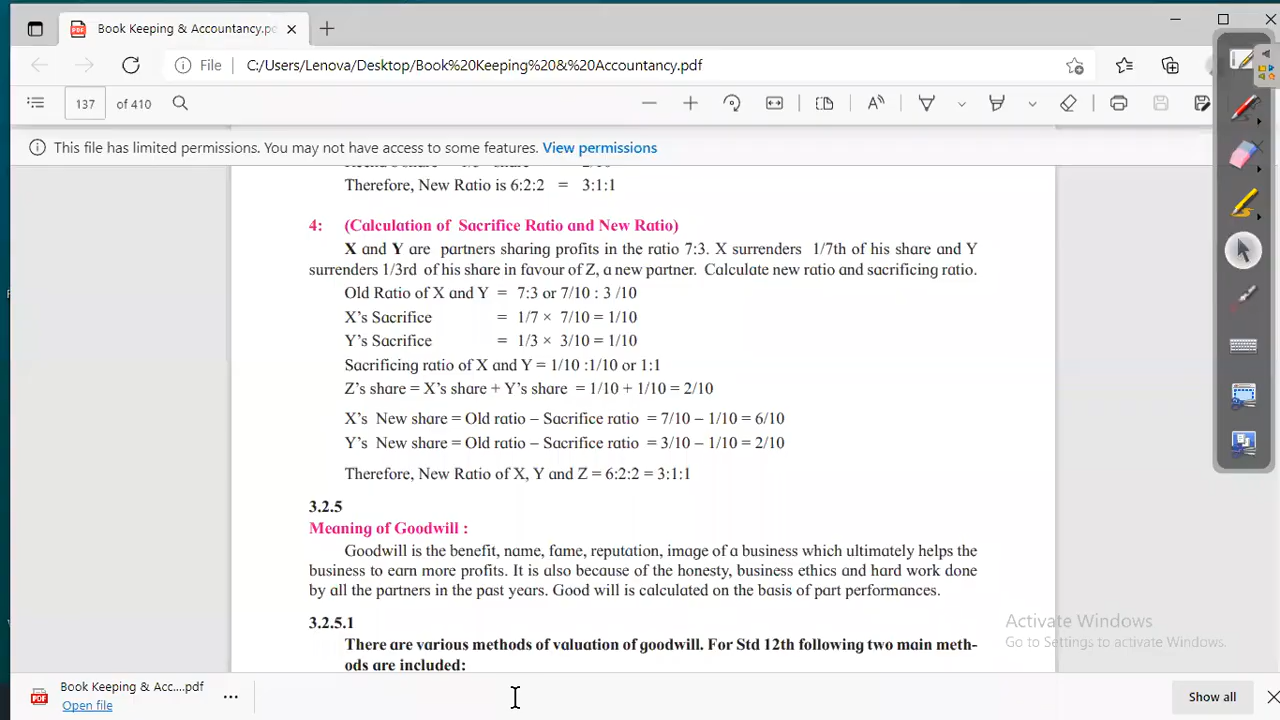 Book Keeping & Accountancy.pd
File
C:/Users/Lenova/Desktop/Book%20Keeping%20&%20Accountancy.pdf
137 of 410
This file has limited permissions. You may not have access to some features. View permissions
Therefore, New Ratio is 6:2:2 = 3:1:1
4: (Calculation of Sacrifice Ratio and New Ratio)
X and Y are partners sharing profits in the ratio 7:3. X surrenders 1/7th of his share and Y
surrenders 1/3rd of his share in favour of Z, a new partner. Calculate new ratio and sacrificing ratio.
Old Ratio of X and Y = 7:3 or 7/10 : 3 /10
X's Sacrifice = 1/7 × 7/10 = 1/10
Y's Sacrifice = 1/3 × 3/10 = 1/10
Sacrificing ratio of X and Y = 1/10 :1/10 or 1:1
Z's share = X's share + Y's share = 1/10 + 1/10 = 2/10
X's New share = Old ratio – Sacrifice ratio = 7/10 – 1/10 = 6/10
Y's New share = Old ratio – Sacrifice ratio = 3/10 – 1/10 = 2/10
Therefore, New Ratio of X, Y and Z = 6:2:2 = 3:1:1
3.2.5
Meaning of Goodwill :
Goodwill is the benefit, name, fame, reputation, image of a business which ultimately helps the
business to earn more profits. It is also because of the honesty, business ethics and hard work done
by all the partners in the past years. Good will is calculated on the basis of part performances.
3.2.5.1
There are various methods of valuation of goodwill. For Std 12th following two main meth-
ods are included:
Activate Windows
Go to Settings to activate Windows.
Book Keeping & Acc....pdf
Open file
Show all